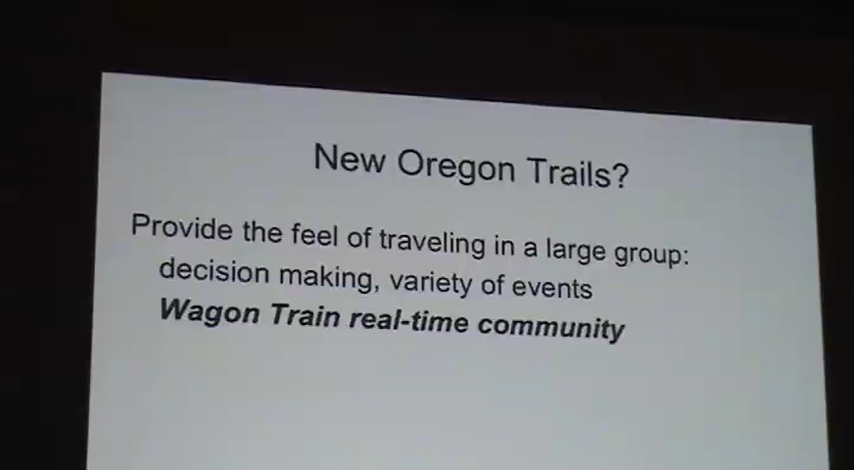 New Oregon Trails?
Provide the feel of traveling in a large group:
decision making, variety of events
Wagon Train real-time community